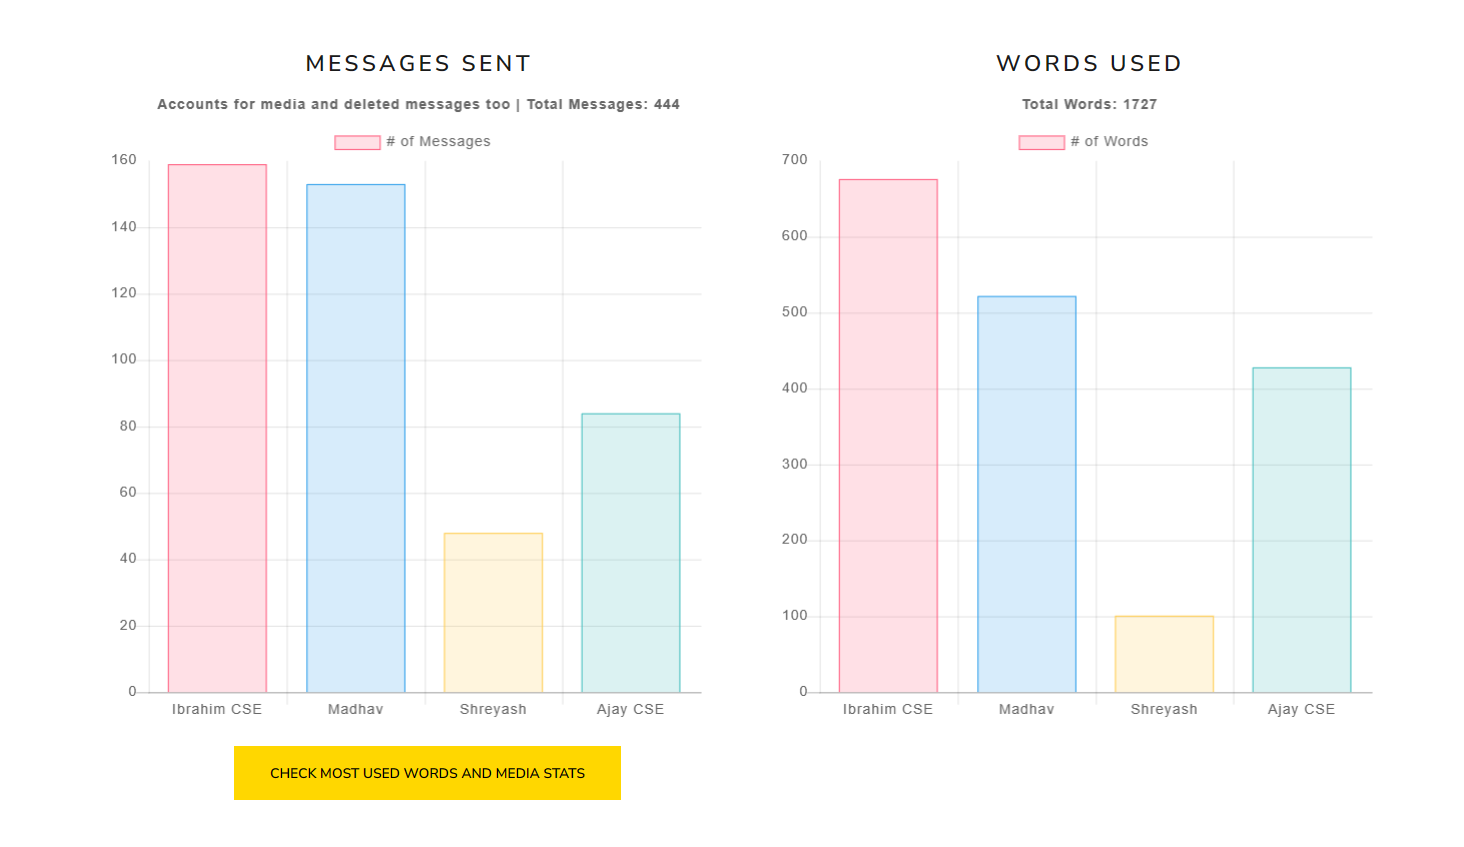 MESSAGES SENT
Accounts for media and deleted messages too | Total Messages: 444
# of Messages
160
140
120
100
80
60
40
20
0
Ibrahim CSE
Madhav
Shreyash
Ajay CSE
CHECK MOST USED WORDS AND MEDIA STATS
WORDS USED
Total Words: 1727
# of Words
700
600
500
400
300
200
100
0
Ibrahim CSE
Madhav
Shreyash
Ajay CSE